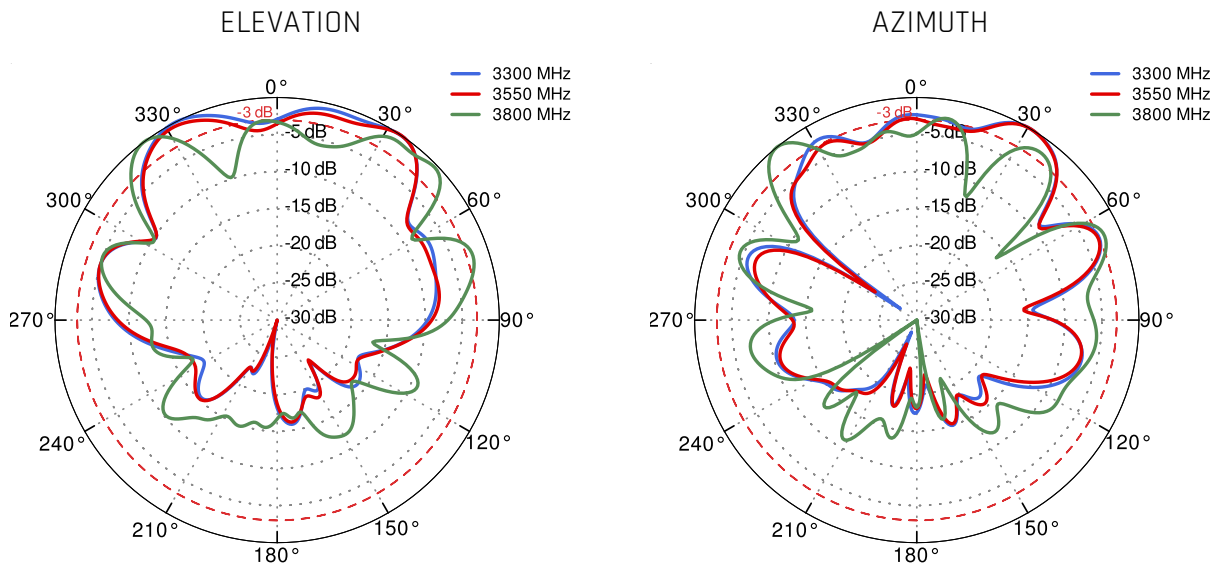 ELEVATION
3300 MHz
3550 MHz
3800 MHz
0°
330°
-3 dB
30°
-5 dB
-10 dB
300°
60°
-15 dB
-20 dB
-25 dB
270°
-30 dB
90°
240°
120°
210°
150°
180°
AZIMUTH
3300 MHz
3550 MHz
3800 MHz
0°
330°
-3 dB
30°
-5 dB
-10 dB
300°
60°
-15 dB
-20 dB
-25 dB
270°
-30 dB
90°
240°
120°
210°
150°
180°